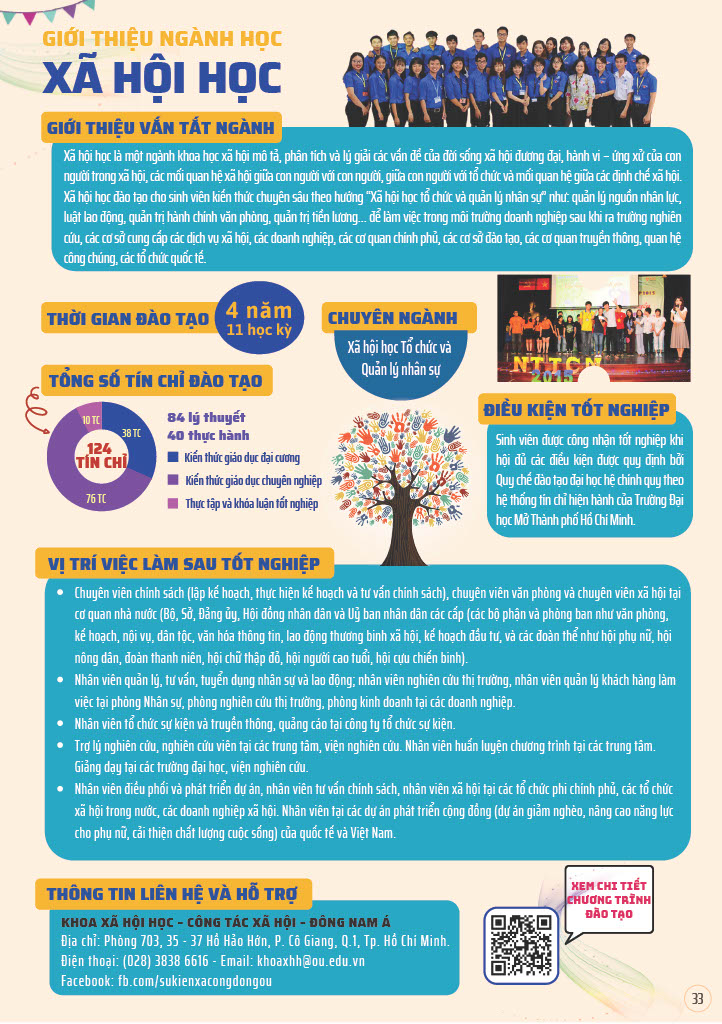 GIỚI THIỆU NGÀNH HỌC
XÃ HỘI HỌC
GIỚI THIỆU VẮN TẮT NGÀNH
Xã hội học là một ngành khoa học xã hội mô tả, phân tích và lý giải các vấn đề của đời sống xã hội đương đại, hành vi – ứng xử của con
người trong xã hội, các mối quan hệ xã hội giữa con người với con người, giữa con người với tổ chức và mối quan hệ giữa các định chế xã hội.
Xã hội học đào tạo cho sinh viên kiến thức chuyên sâu theo hướng "Xã hội học tổ chức và quản lý nhân sự" như: quản lý nguồn nhân lực,
luật lao động, quản trị hành chính văn phòng, quản trị tiền lương... để làm việc trong môi trường doanh nghiệp sau khi ra trường nghiên
cứu, các cơ sở cung cấp các dịch vụ xã hội, các doanh nghiệp, các cơ quan chính phủ, các cơ sở đào tạo, các cơ quan truyền thông, quan hệ
công chúng, các tổ chức quốc tế.
THỜI GIAN ĐÀO TẠO
4 năm
11 học kỳ
CHUYÊN NGÀNH
Xã hội học Tổ chức và
Quản lý nhân sự
NTTGN
2015
TỔNG SỐ TÍN CHỈ ĐÀO TẠO
10 TC
38 TC
124
TÍN CHỈ
76 TC
84 lý thuyết
40 thực hành
Kiến thức giáo dục đại cương
Kiến thức giáo dục chuyên nghiệp
Thực tập và khóa luận tốt nghiệp
ĐIỀU KIỆN TỐT NGHIỆP
Sinh viên được công nhận tốt nghiệp khi
hội đủ các điều kiện được quy định bởi
Quy chế đào tạo đại học hệ chính quy theo
hệ thống tín chỉ hiện hành của Trường Đại
học Mở Thành phố Hồ Chí Minh.
VỊ TRÍ VIỆC LÀM SAU TỐT NGHIỆP
• Chuyên viên chính sách (lập kế hoạch, thực hiện kế hoạch và tư vấn chính sách), chuyên viên văn phòng và chuyên viên xã hội tại
cơ quan nhà nước (Bộ, Sở, Đảng ủy, Hội đồng nhân dân và Uỷ ban nhân dân các cấp (các bộ phận và phòng ban như văn phòng,
kế hoạch, nội vụ, dân tộc, văn hóa thông tin, lao động thương binh xã hội, kế hoạch đầu tư, và các đoàn thể như hội phụ nữ, hội
nông dân, đoàn thanh niên, hội chữ thập đỏ, hội người cao tuổi, hội cựu chiến binh).
• Nhân viên quản lý, tư vấn, tuyển dụng nhân sự và lao động; nhân viên nghiên cứu thị trường, nhân viên quản lý khách hàng làm
việc tại phòng Nhân sự, phòng nghiên cứu thị trường, phòng kinh doanh tại các doanh nghiệp.
• Nhân viên tổ chức sự kiện và truyền thông, quảng cáo tại công ty tổ chức sự kiện.
• Trợ lý nghiên cứu, nghiên cứu viên tại các trung tâm, viện nghiên cứu. Nhân viên huấn luyện chương trình tại các trung tâm.
Giảng dạy tại các trường đại học, viện nghiên cứu.
• Nhân viên điều phối và phát triển dự án, nhân viên tư vấn chính sách, nhân viên xã hội tại các tổ chức phi chính phủ, các tổ chức
xã hội trong nước, các doanh nghiệp xã hội. Nhân viên tại các dự án phát triển cộng đồng (dự án giảm nghèo, nâng cao năng lực
cho phụ nữ, cải thiện chất lượng cuộc sống) của quốc tế và Việt Nam.
THÔNG TIN LIÊN HỆ VÀ HỖ TRỢ
KHOA XÃ HỘI HỌC – CÔNG TÁC XÃ HỘI – ĐÔNG NAM Á
Địa chỉ: Phòng 703, 35 - 37 Hồ Hảo Hớn, P. Cô Giang, Q.1, Tp. Hồ Chí Minh.
Điện thoại: (028) 3838 6616 - Email: khoaxhh@ou.edu.vn
Facebook: fb.com/sukienxacongdongou
XEM CHI TIẾT
CHƯƠNG TRÌNH
ĐÀO TẠO
33